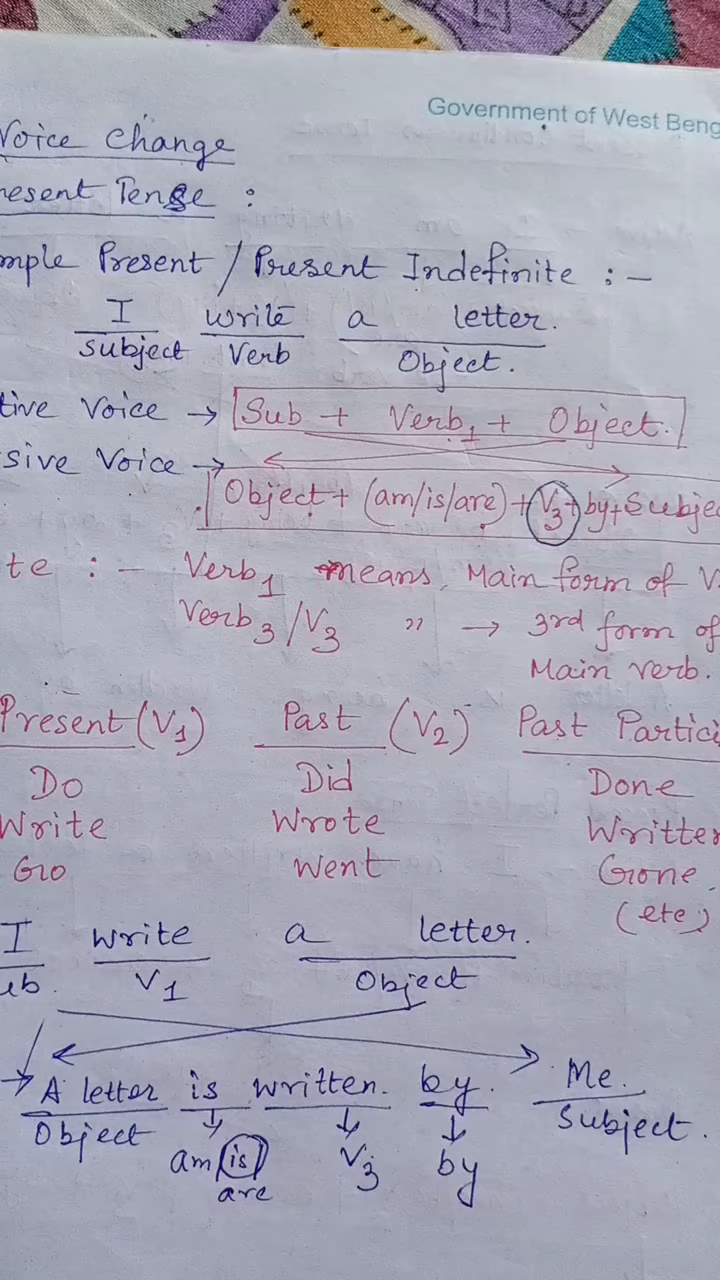 Government of West Beng
Voice Change
resent Tense :
mple Present / Present Indefinite : -
I write a letter.
Subject Verb Object.
tive Voice → Sub + Verb1 + Object.
sive Voice →
Object + (am/is/are) + V3 + by + Subje
te : - Verb1 means, Main form of V
Verb3/V3 " → 3rd form of
Main verb.
Present (V1) Past (V2) Past Partici
Do Did Done
Write Wrote Written
Go Went Gone.
(etc)
I write a letter.
ub. V1 Object
→ A letter is written. by. Me.
Object Subject.
am/is V3 by
are